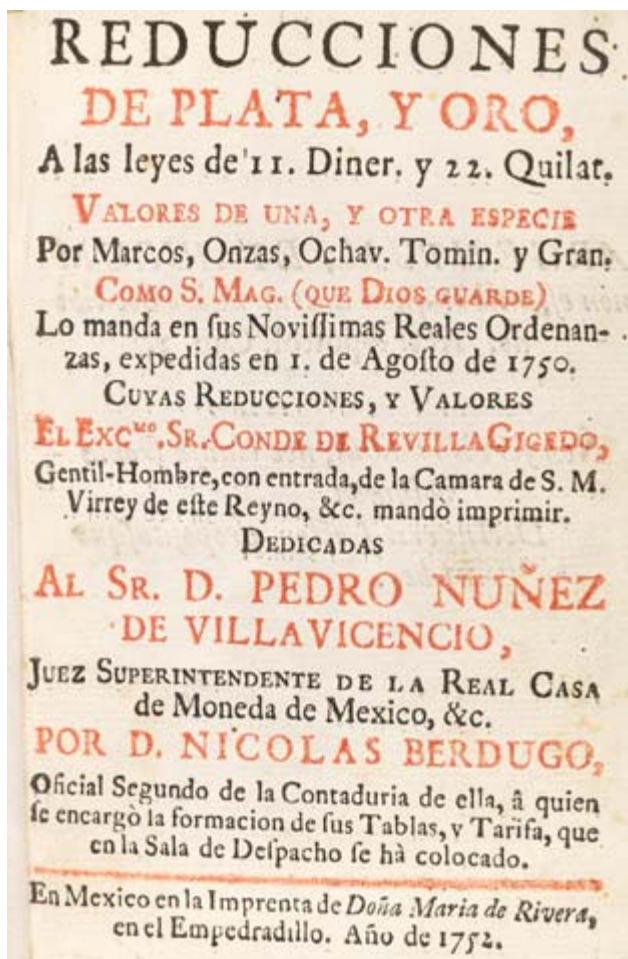 REDUCCIONES
DE PLATA, Y ORO,
A las leyes de 11. Diner. y 22. Quilat.
VALORES DE UNA, Y OTRA ESPECIE
Por Marcos, Onzas, Ochav. Tomin. y Gran.
COMO S. MAG. (QUE DIOS GUARDE)
Lo manda en ſus Noviſſimas Reales Ordenan-
zas, expedidas en 1. de Agoſto de 1750.
CUYAS REDUCCIONES, Y VALORES
EL EXCᵐᵒ. SR. CONDE DE REVILLA GIGEDO,
Gentil-Hombre, con entrada, de la Camara de S. M.
Virrey de eſte Reyno, &c. mandò imprimir.
DEDICADAS
AL SR. D. PEDRO NUÑEZ
DE VILLAVICENCIO,
JUEZ SUPERINTENDENTE DE LA REAL CASA
de Moneda de Mexico, &c.
POR D. NICOLAS BERDUGO,
Oficial Segundo de la Contaduria de ella, â quien
ſe encargò la formacion de ſus Tablas, y Tarifa, que
en la Sala de Deſpacho ſe hà colocado.
En Mexico en la Imprenta de Doña Maria de Rivera,
en el Empedradillo. Año de 1752.